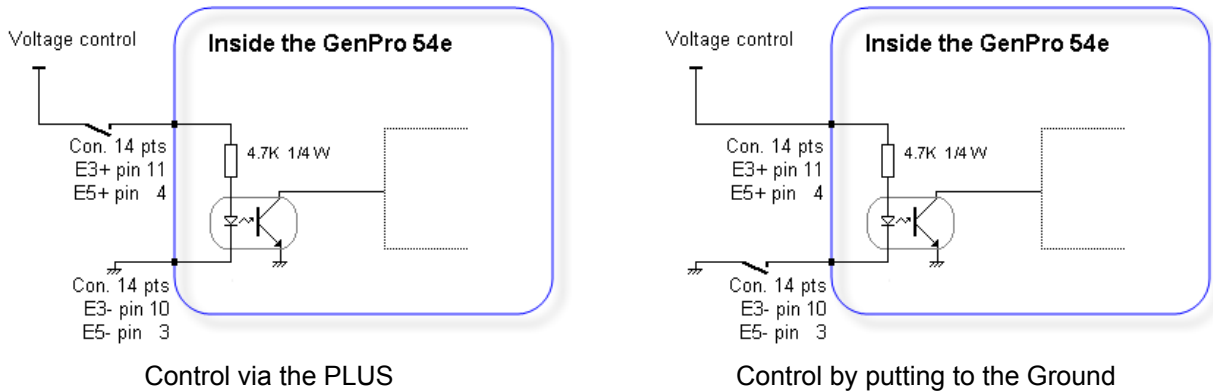 Voltage control
Inside the GenPro 54e
Con. 14 pts
E3+ pin 11
E5+ pin 4
4.7K 1/4 W
Con. 14 pts
E3- pin 10
E5- pin 3
Control via the PLUS
Voltage control
Inside the GenPro 54e
Con. 14 pts
E3+ pin 11
E5+ pin 4
4.7K 1/4 W
Con. 14 pts
E3- pin 10
E5- pin 3
Control by putting to the Ground